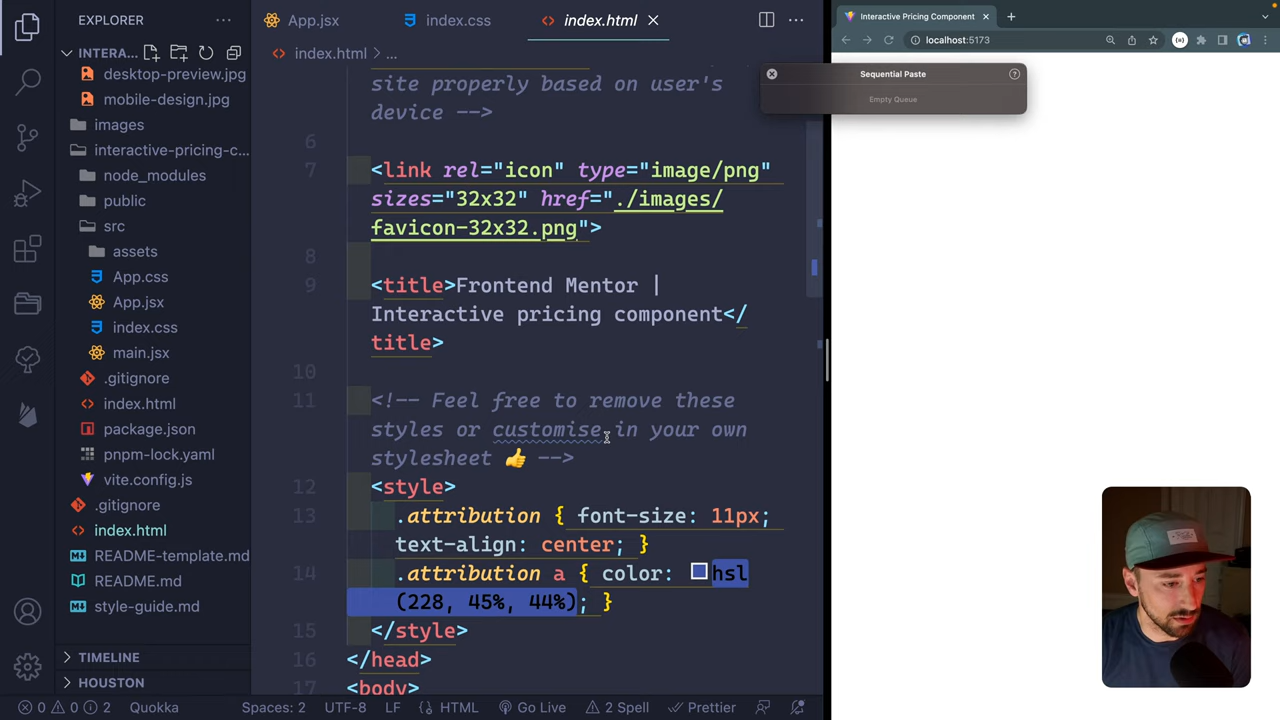 EXPLORER
INTERA...
desktop-preview.jpg
mobile-design.jpg
images
interactive-pricing-c...
node_modules
public
src
assets
App.css
App.jsx
index.css
main.jsx
.gitignore
index.html
package.json
pnpm-lock.yaml
vite.config.js
.gitignore
index.html
README-template.md
README.md
style-guide.md
TIMELINE
HOUSTON
App.jsx
index.css
index.html
index.html > ...
site properly based on user's
device -->
6
7 <link rel="icon" type="image/png"
sizes="32x32" href="./images/
favicon-32x32.png">
8
9 <title>Frontend Mentor |
Interactive pricing component</
title>
10
11 <!-- Feel free to remove these
styles or customise in your own
stylesheet 👍 -->
12 <style>
13 .attribution { font-size: 11px;
text-align: center; }
14 .attribution a { color: hsl
(228, 45%, 44%); }
15 </style>
16 </head>
17 <body>
0 0 2 Quokka Spaces: 2 UTF-8 LF HTML Go Live 2 Spell Prettier
Interactive Pricing Component
localhost:5173
Sequential Paste
?
Empty Queue